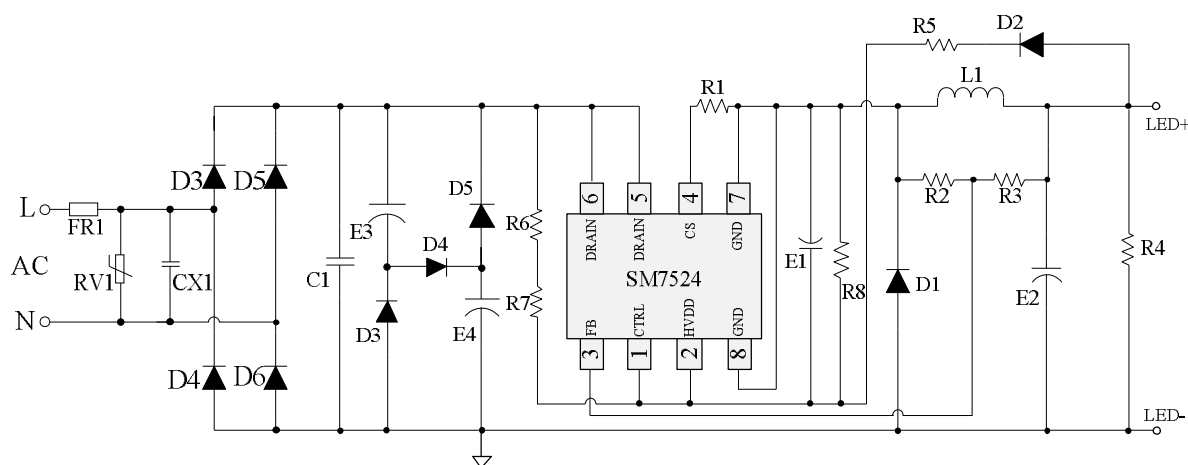 R5
D2
L1
R1
LED+
D3
D5
D5
6
5
4
7
L
FR1
E3
R6
DRAIN
DRAIN
CS
GND
R2
R3
AC
RV1
CX1
C1
D4
SM7524
E1
R8
D1
E2
R4
N
D3
E4
R7
FB
CTRL
HVDD
GND
3
1
2
8
D4
D6
LED-